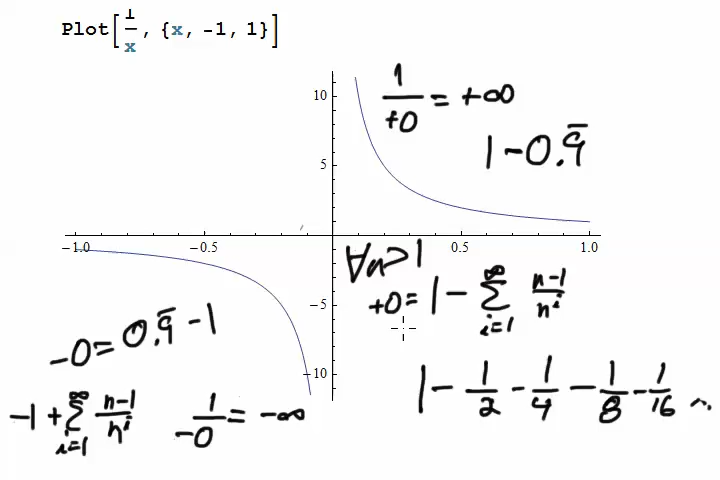 Plot[1/x, {x, -1, 1}]
10
1/+0 = +∞
1-0.9̅
5
-1.0 -0.5 0.5 1.0
∀n>1
+0 = 1 - ∑_{i=1}^{∞} (n-1)/n^i
-5
-0 = 0.9̅ - 1
-10
1 - 1/2 - 1/4 - 1/8 - 1/16 ...
-1 + ∑_{i=1}^{∞} (n-1)/n^i
1/-0 = -∞